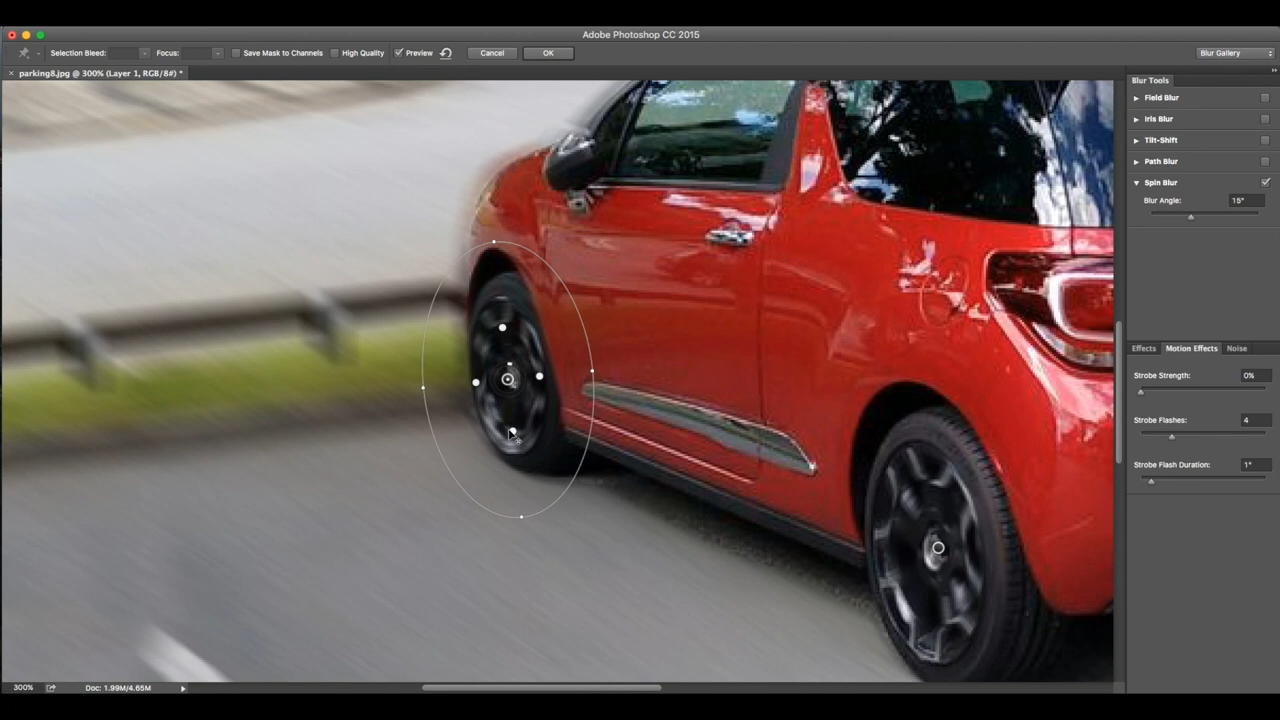 Adobe Photoshop CC 2015
Selection Bleed: Focus: Save Mask to Channels High Quality Preview Cancel OK Blur Gallery
× parking8.jpg @ 300% (Layer 1, RGB/8#) *
Blur Tools
Field Blur
Iris Blur
Tilt-Shift
Path Blur
Spin Blur
Blur Angle: 15°
Effects Motion Effects Noise
Strobe Strength: 0%
Strobe Flashes: 4
Strobe Flash Duration: 1°
300% Doc: 1.99M/4.65M